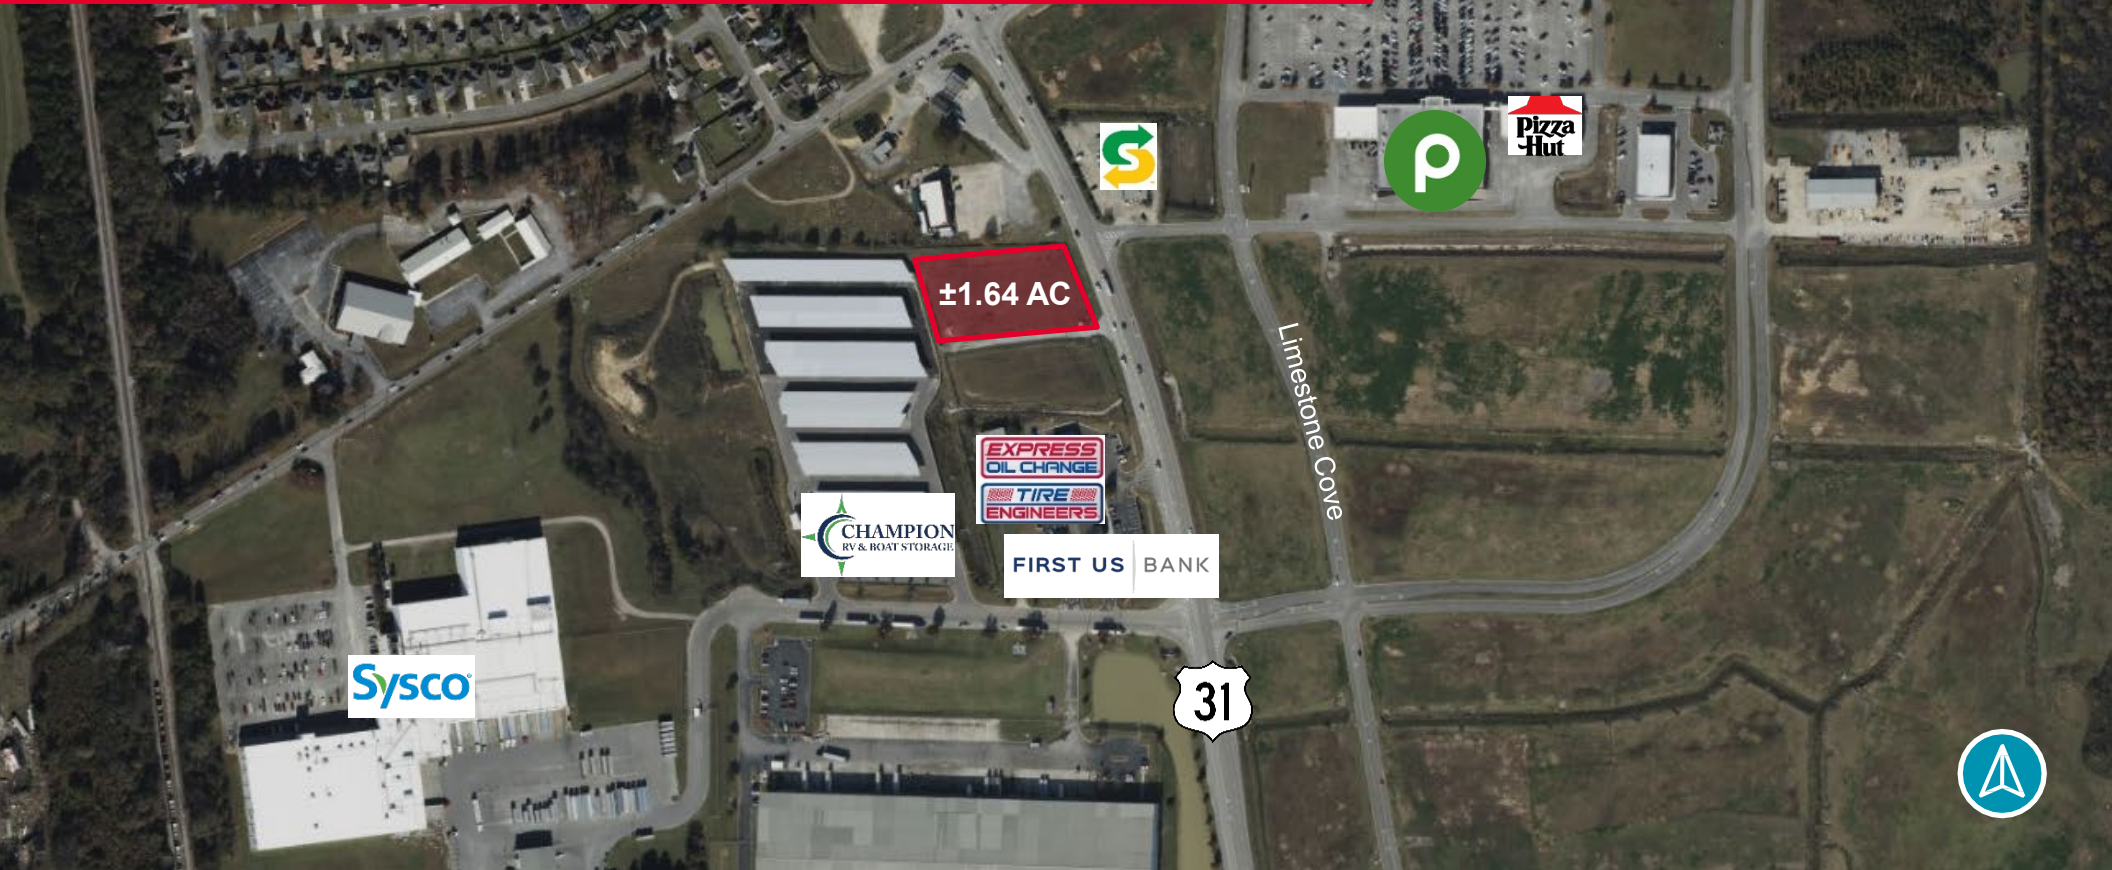 S
p
Pizza
Hut
±1.64 AC
Limestone Cove
EXPRESS
OIL CHANGE
TIRE
ENGINEERS
CHAMPION
RV & BOAT STORAGE
FIRST US | BANK
Sysco
31